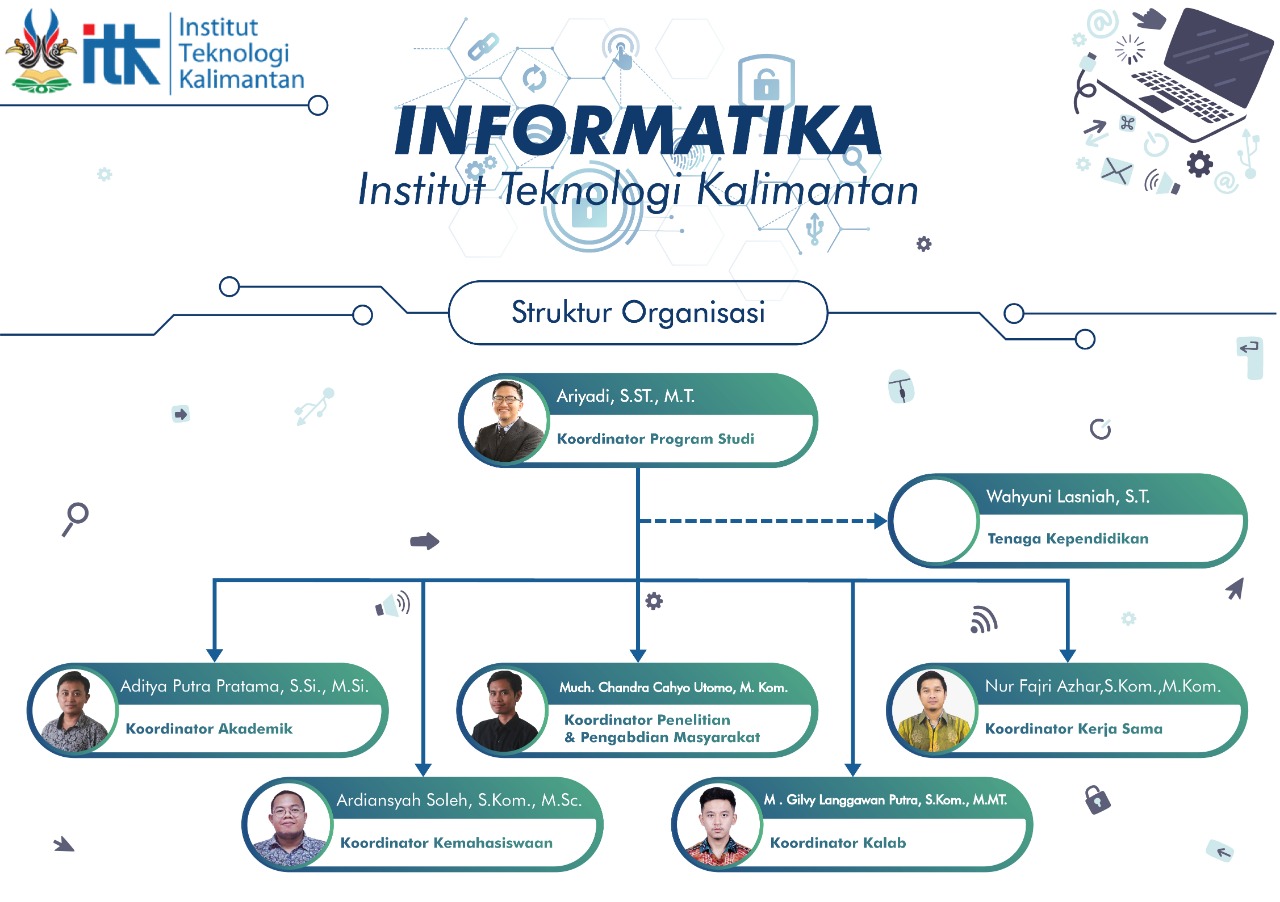 itk
Institut
Teknologi
Kalimantan
INFORMATIKA
Institut Teknologi Kalimantan
Struktur Organisasi
Ariyadi, S.ST., M.T.
Koordinator Program Studi
Wahyuni Lasniah, S.T.
Tenaga Kependidikan
Aditya Putra Pratama, S.Si., M.Si.
Koordinator Akademik
Much. Chandra Cahyo Utomo, M. Kom.
Koordinator Penelitian
& Pengabdian Masyarakat
Nur Fajri Azhar,S.Kom.,M.Kom.
Koordinator Kerja Sama
Ardiansyah Soleh, S.Kom., M.Sc.
Koordinator Kemahasiswaan
M . Gilvy Langgawan Putra, S.Kom., M.MT.
Koordinator Kalab